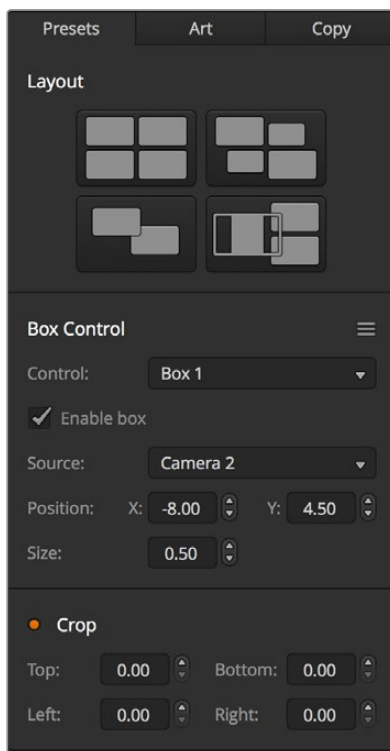 Presets Art Copy
Layout
Box Control
Control: Box 1
Enable box
Source: Camera 2
Position: X: -8.00 Y: 4.50
Size: 0.50
Crop
Top: 0.00 Bottom: 0.00
Left: 0.00 Right: 0.00